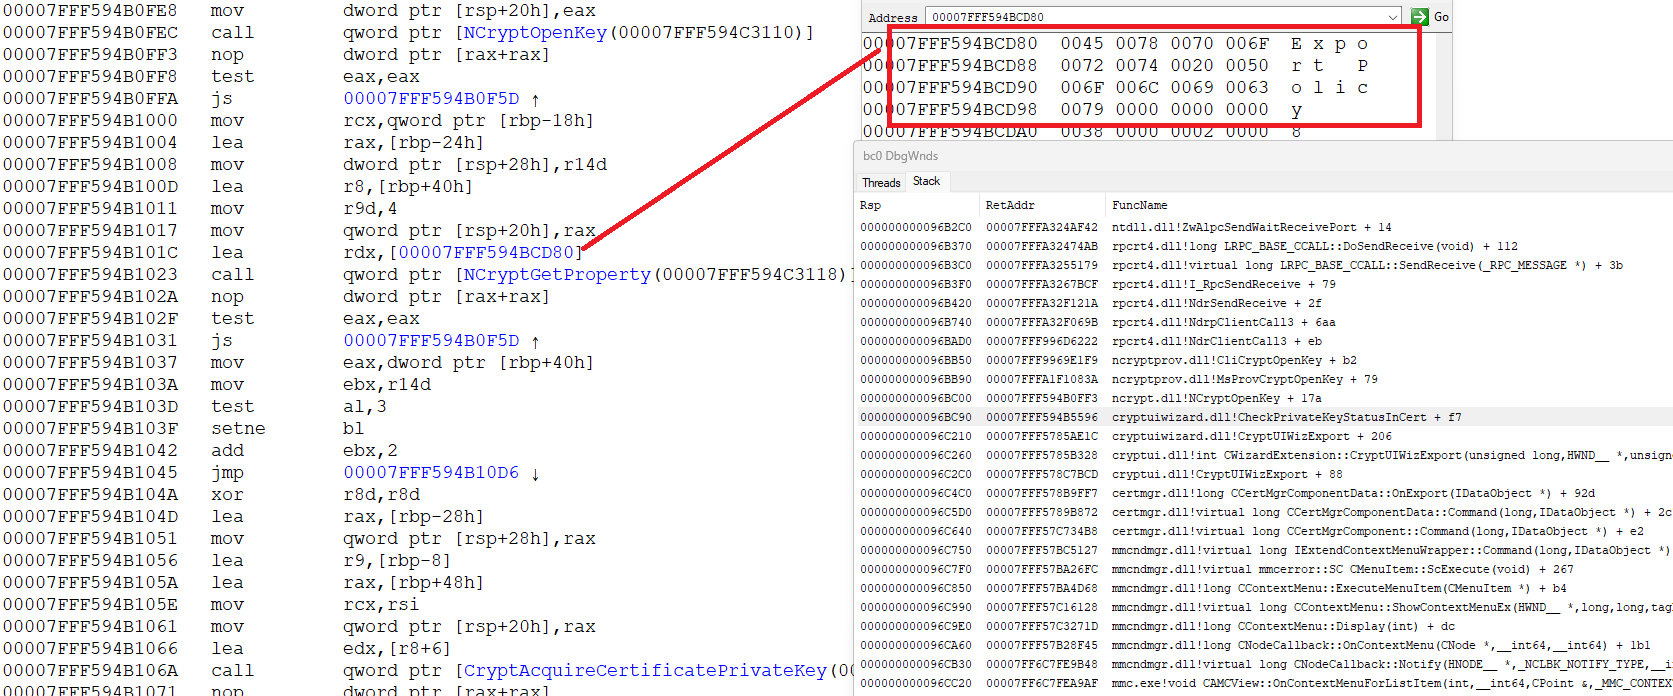 00007FFF594B0FE8 mov dword ptr [rsp+20h],eax
00007FFF594B0FEC call qword ptr [NCryptOpenKey(00007FFF594C3110)]
00007FFF594B0FF3 nop dword ptr [rax+rax]
00007FFF594B0FF8 test eax,eax
00007FFF594B0FFA js 00007FFF594B0F5D ↑
00007FFF594B1000 mov rcx,qword ptr [rbp-18h]
00007FFF594B1004 lea rax,[rbp-24h]
00007FFF594B1008 mov dword ptr [rsp+28h],r14d
00007FFF594B100D lea r8,[rbp+40h]
00007FFF594B1011 mov r9d,4
00007FFF594B1017 mov qword ptr [rsp+20h],rax
00007FFF594B101C lea rdx,[00007FFF594BCD80]
00007FFF594B1023 call qword ptr [NCryptGetProperty(00007FFF594C3118)]
00007FFF594B102A nop dword ptr [rax+rax]
00007FFF594B102F test eax,eax
00007FFF594B1031 js 00007FFF594B0F5D ↑
00007FFF594B1037 mov eax,dword ptr [rbp+40h]
00007FFF594B103A mov ebx,r14d
00007FFF594B103D test al,3
00007FFF594B103F setne bl
00007FFF594B1042 add ebx,2
00007FFF594B1045 jmp 00007FFF594B10D6 ↓
00007FFF594B104A xor r8d,r8d
00007FFF594B104D lea rax,[rbp-28h]
00007FFF594B1051 mov qword ptr [rsp+28h],rax
00007FFF594B1056 lea r9,[rbp-8]
00007FFF594B105A lea rax,[rbp+48h]
00007FFF594B105E mov rcx,rsi
00007FFF594B1061 mov qword ptr [rsp+20h],rax
00007FFF594B1066 lea edx,[r8+6]
00007FFF594B106A call qword ptr [CryptAcquireCertificatePrivateKey(00
00007FFF594B1071 nop dword ptr [rax+rax]
Address 00007FFF594BCD80 Go
00007FFF594BCD80 0045 0078 0070 006F E x p o
00007FFF594BCD88 0072 0074 0020 0050 r t P
00007FFF594BCD90 006F 006C 0069 0063 o l i c
00007FFF594BCD98 0079 0000 0000 0000 y
00007FFF594BCDA0 0038 0000 0002 0000 8
bc0 DbgWnds
Threads Stack
Rsp RetAddr FuncName
000000000096B2C0 00007FFFA324AF42 ntdll.dll!ZwAlpcSendWaitReceivePort + 14
000000000096B370 00007FFFA32474AB rpcrt4.dll!long LRPC_BASE_CCALL::DoSendReceive(void) + 112
000000000096B3C0 00007FFFA3255179 rpcrt4.dll!virtual long LRPC_BASE_CCALL::SendReceive(_RPC_MESSAGE *) + 3b
000000000096B3F0 00007FFFA3267BCF rpcrt4.dll!I_RpcSendReceive + 79
000000000096B420 00007FFFA32F121A rpcrt4.dll!NdrSendReceive + 2f
000000000096B740 00007FFFA32F069B rpcrt4.dll!NdrpClientCall3 + 6aa
000000000096BAD0 00007FFF996D6222 rpcrt4.dll!NdrClientCall3 + eb
000000000096BB50 00007FFF9969E1F9 ncryptprov.dll!CliCryptOpenKey + b2
000000000096BB90 00007FFFA1F1083A ncryptprov.dll!MsProvCryptOpenKey + 79
000000000096BC00 00007FFF594B0FF3 ncrypt.dll!NCryptOpenKey + 17a
000000000096BC90 00007FFF594B5596 cryptuiwizard.dll!CheckPrivateKeyStatusInCert + f7
000000000096C210 00007FFF5785AE1C cryptuiwizard.dll!CryptUIWizExport + 206
000000000096C260 00007FFF5785B328 cryptui.dll!int CWizardExtension::CryptUIWizExport(unsigned long,HWND__ *,unsigne
000000000096C2C0 00007FFF578C7BCD cryptui.dll!CryptUIWizExport + 88
000000000096C4C0 00007FFF578B9FF7 certmgr.dll!long CCertMgrComponentData::OnExport(IDataObject *) + 92d
000000000096C5D0 00007FFF5789B872 certmgr.dll!virtual long CCertMgrComponentData::Command(long,IDataObject *) + 2c
000000000096C640 00007FFF57C734B8 certmgr.dll!virtual long CCertMgrComponent::Command(long,IDataObject *) + e2
000000000096C750 00007FFF57BC5127 mmcndmgr.dll!virtual long IExtendContextMenuWrapper::Command(long,IDataObject *)
000000000096C7F0 00007FFF57BA26FC mmcndmgr.dll!virtual mmcerror::SC CMenuItem::ScExecute(void) + 267
000000000096C850 00007FFF57BA4D68 mmcndmgr.dll!long CContextMenu::ExecuteMenuItem(CMenuItem *) + b4
000000000096C990 00007FFF57C16128 mmcndmgr.dll!virtual long CContextMenu::ShowContextMenuEx(HWND__ *,long,long,tag
000000000096C9E0 00007FFF57C3271D mmcndmgr.dll!long CContextMenu::Display(int) + dc
000000000096CA60 00007FFF57B28F45 mmcndmgr.dll!long CNodeCallback::OnContextMenu(CNode *,__int64,__int64) + 1b1
000000000096CB30 00007FF6C7FE9B48 mmcndmgr.dll!virtual long CNodeCallback::Notify(HNODE__ *,_NCLBK_NOTIFY_TYPE,__i
000000000096CC20 00007FF6C7FEA9AF mmc.exe!void CAMCView::OnContextMenuForListItem(int,__int64,CPoint &,_MMC_CONTEX